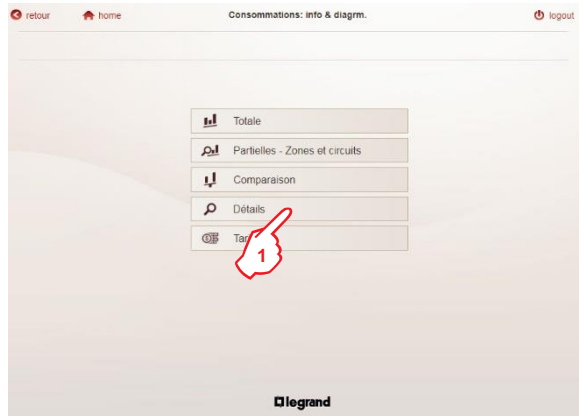 retour home Consommations: info & diagrm. logout
Totale
Partielles - Zones et circuits
Comparaison
Détails
1
legrand